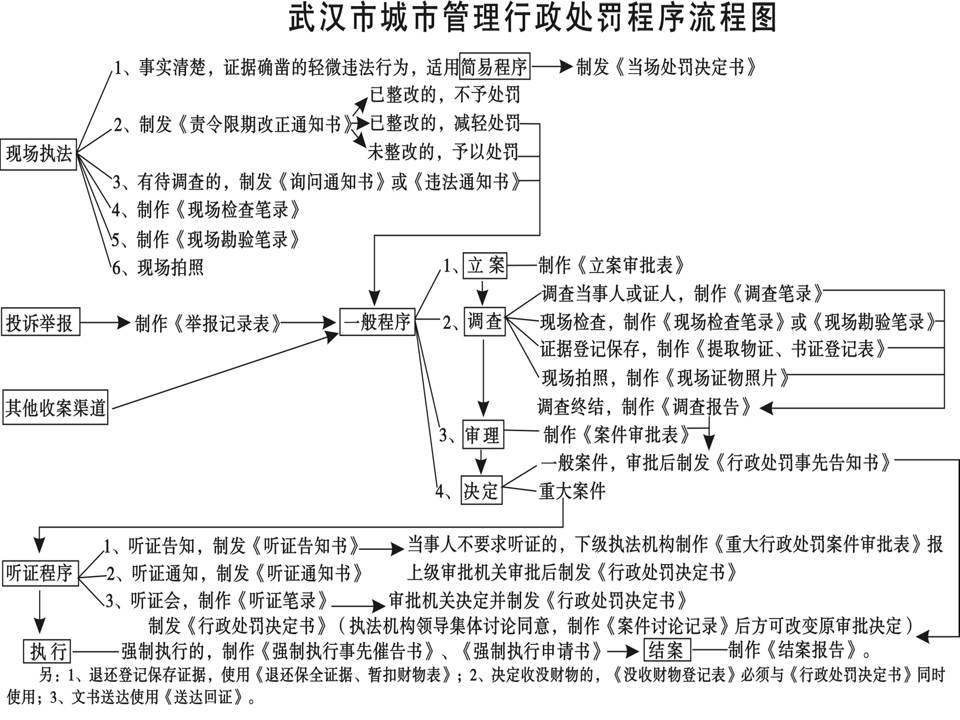 武汉市城市管理行政处罚程序流程图
1、事实清楚，证据确凿的轻微违法行为，适用简易程序
制发《当场处罚决定书》
现场执法
2、制发《责令限期改正通知书》
已整改的，不予处罚
已整改的，减轻处罚
未整改的，予以处罚
3、有待调查的，制发《询问通知书》或《违法通知书》
4、制作《现场检查笔录》
5、制作《现场勘验笔录》
6、现场拍照
投诉举报
制作《举报记录表》
一般程序
其他收案渠道
1、立案
制作《立案审批表》
2、调查
调查当事人或证人，制作《调查笔录》
现场检查，制作《现场检查笔录》或《现场勘验笔录》
证据登记保存，制作《提取物证、书证登记表》
现场拍照，制作《现场证物照片》
调查终结，制作《调查报告》
3、审理
制作《案件审批表》
4、决定
一般案件，审批后制发《行政处罚事先告知书》
重大案件
听证程序
1、听证告知，制发《听证告知书》
当事人不要求听证的，下级执法机构制作《重大行政处罚案件审批表》报
上级审批机关审批后制发《行政处罚决定书》
2、听证通知，制发《听证通知书》
3、听证会，制作《听证笔录》
审批机关决定并制发《行政处罚决定书》
制发《行政处罚决定书》（执法机构领导集体讨论同意，制作《案件讨论记录》后方可改变原审批决定）
执行
强制执行的，制作《强制执行事先催告书》、《强制执行申请书》
结案
制作《结案报告》。
另：1、退还登记保存证据，使用《退还保全证据、暂扣财物表》；2、决定收没财物的，《没收财物登记表》必须与《行政处罚决定书》同时
使用；3、文书送达使用《送达回证》。